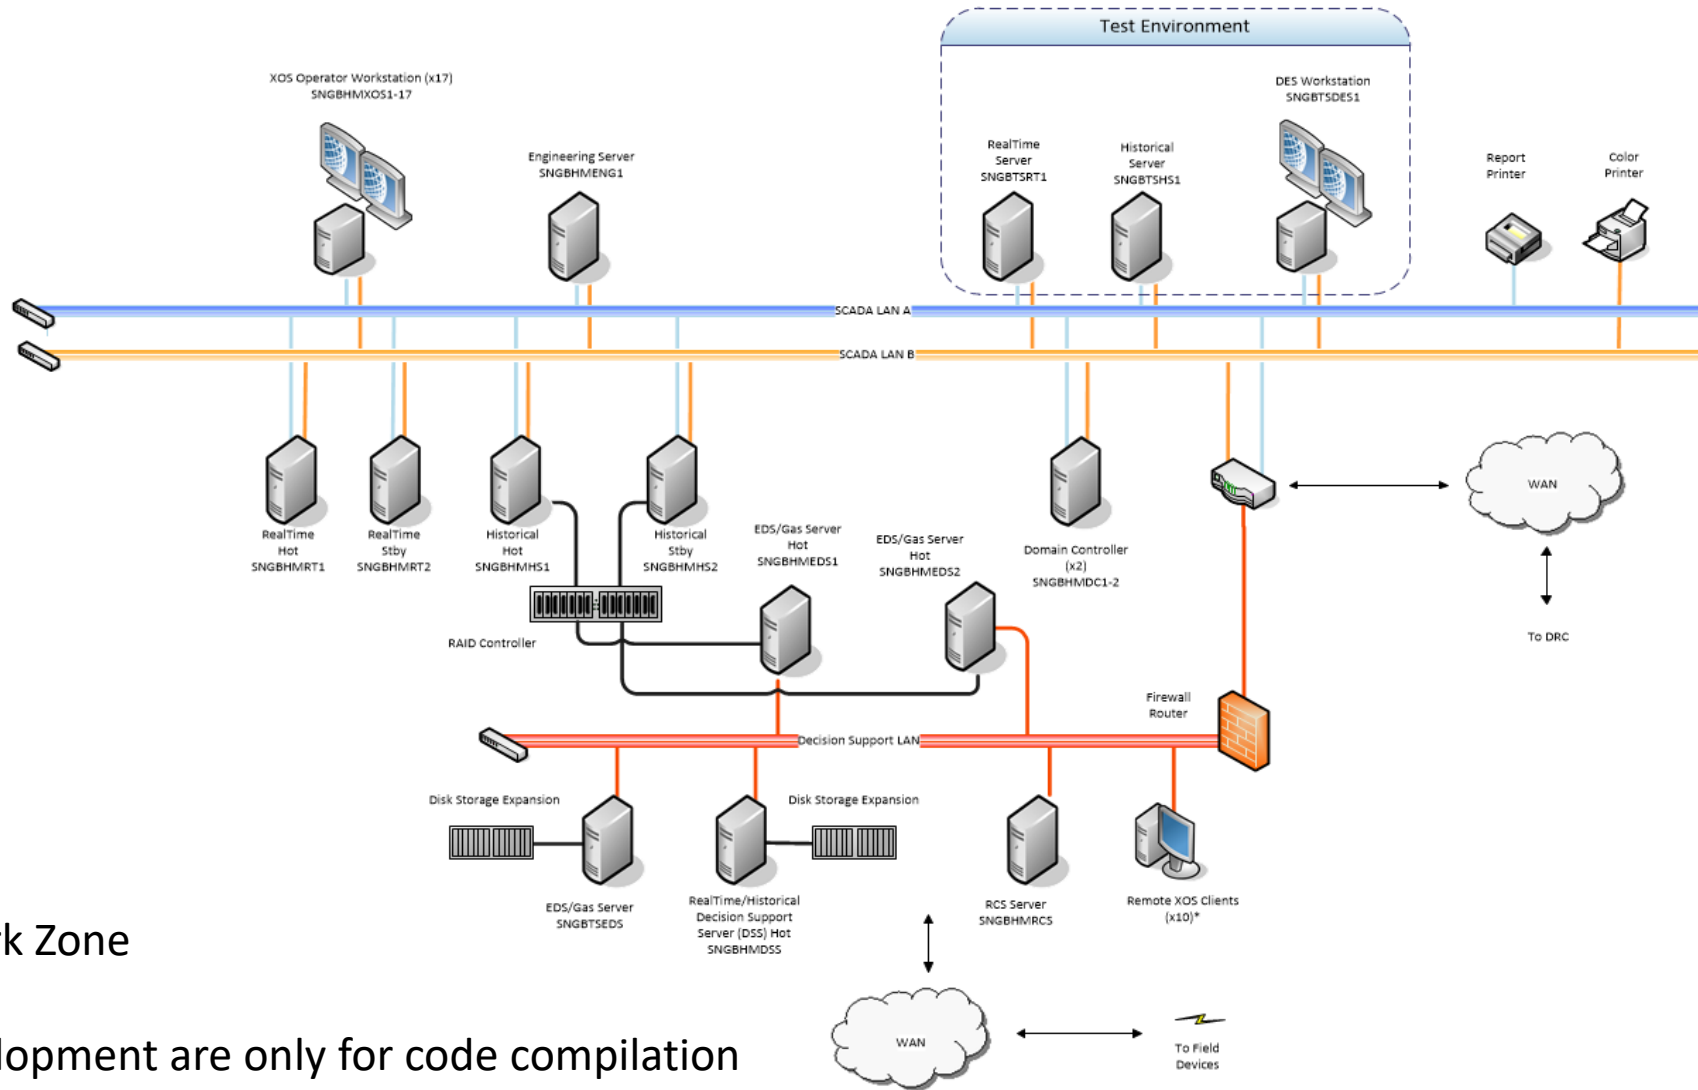 Test Environment
XOS Operator Workstation (x17)
SNGBHMXOS1-17
DES Workstation
SNGBTSDES1
Engineering Server
SNGBHMENG1
RealTime
Server
SNGBTSRT1
Historical
Server
SNGBTSHS1
Report
Printer
Color
Printer
SCADA LAN A
SCADA LAN B
WAN
RealTime
Hot
SNGBHMRT1
RealTime
Stby
SNGBHMRT2
Historical
Hot
SNGBHMHS1
Historical
Stby
SNGBHMHS2
EDS/Gas Server
Hot
SNGBHMEDS1
EDS/Gas Server
Hot
SNGBHMEDS2
Domain Controller
(x2)
SNGBHMDC1-2
To DRC
RAID Controller
Firewall
Router
Decision Support LAN
Disk Storage Expansion
Disk Storage Expansion
EDS/Gas Server
SNGBTSEDS
RealTime/Historical
Decision Support
Server (DSS) Hot
SNGBHMDSS
RCS Server
SNGBHMRCS
Remote XOS Clients
(x10)*
rk Zone
WAN
To Field
Devices
lopment are only for code compilation